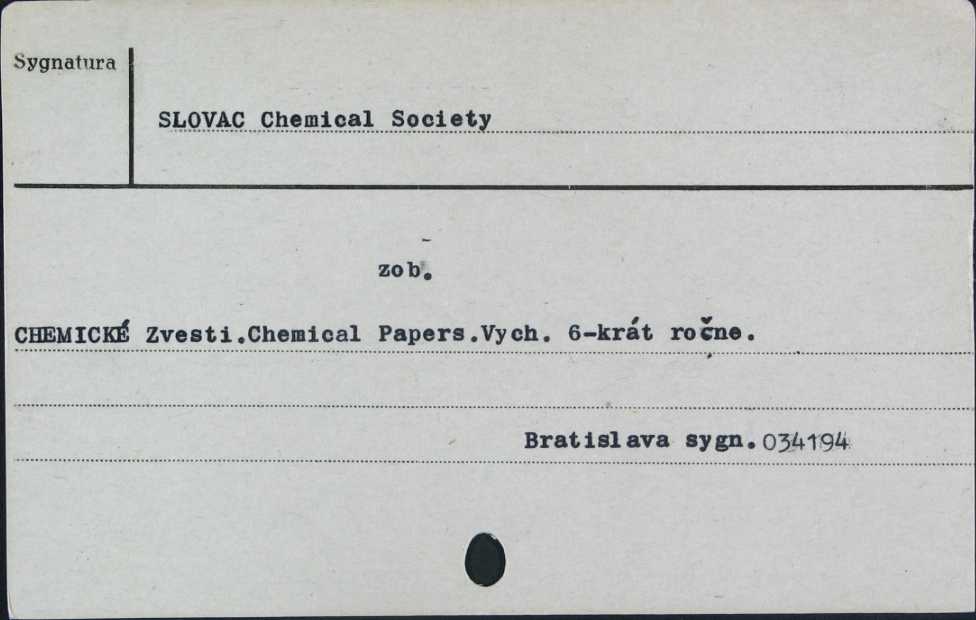 Sygnatura
SLOVAC Chemical Society
zob.
CHEMICKÉ Zvesti.Chemical Papers.Vych. 6-krát ročne.
Bratislava sygn. 034194